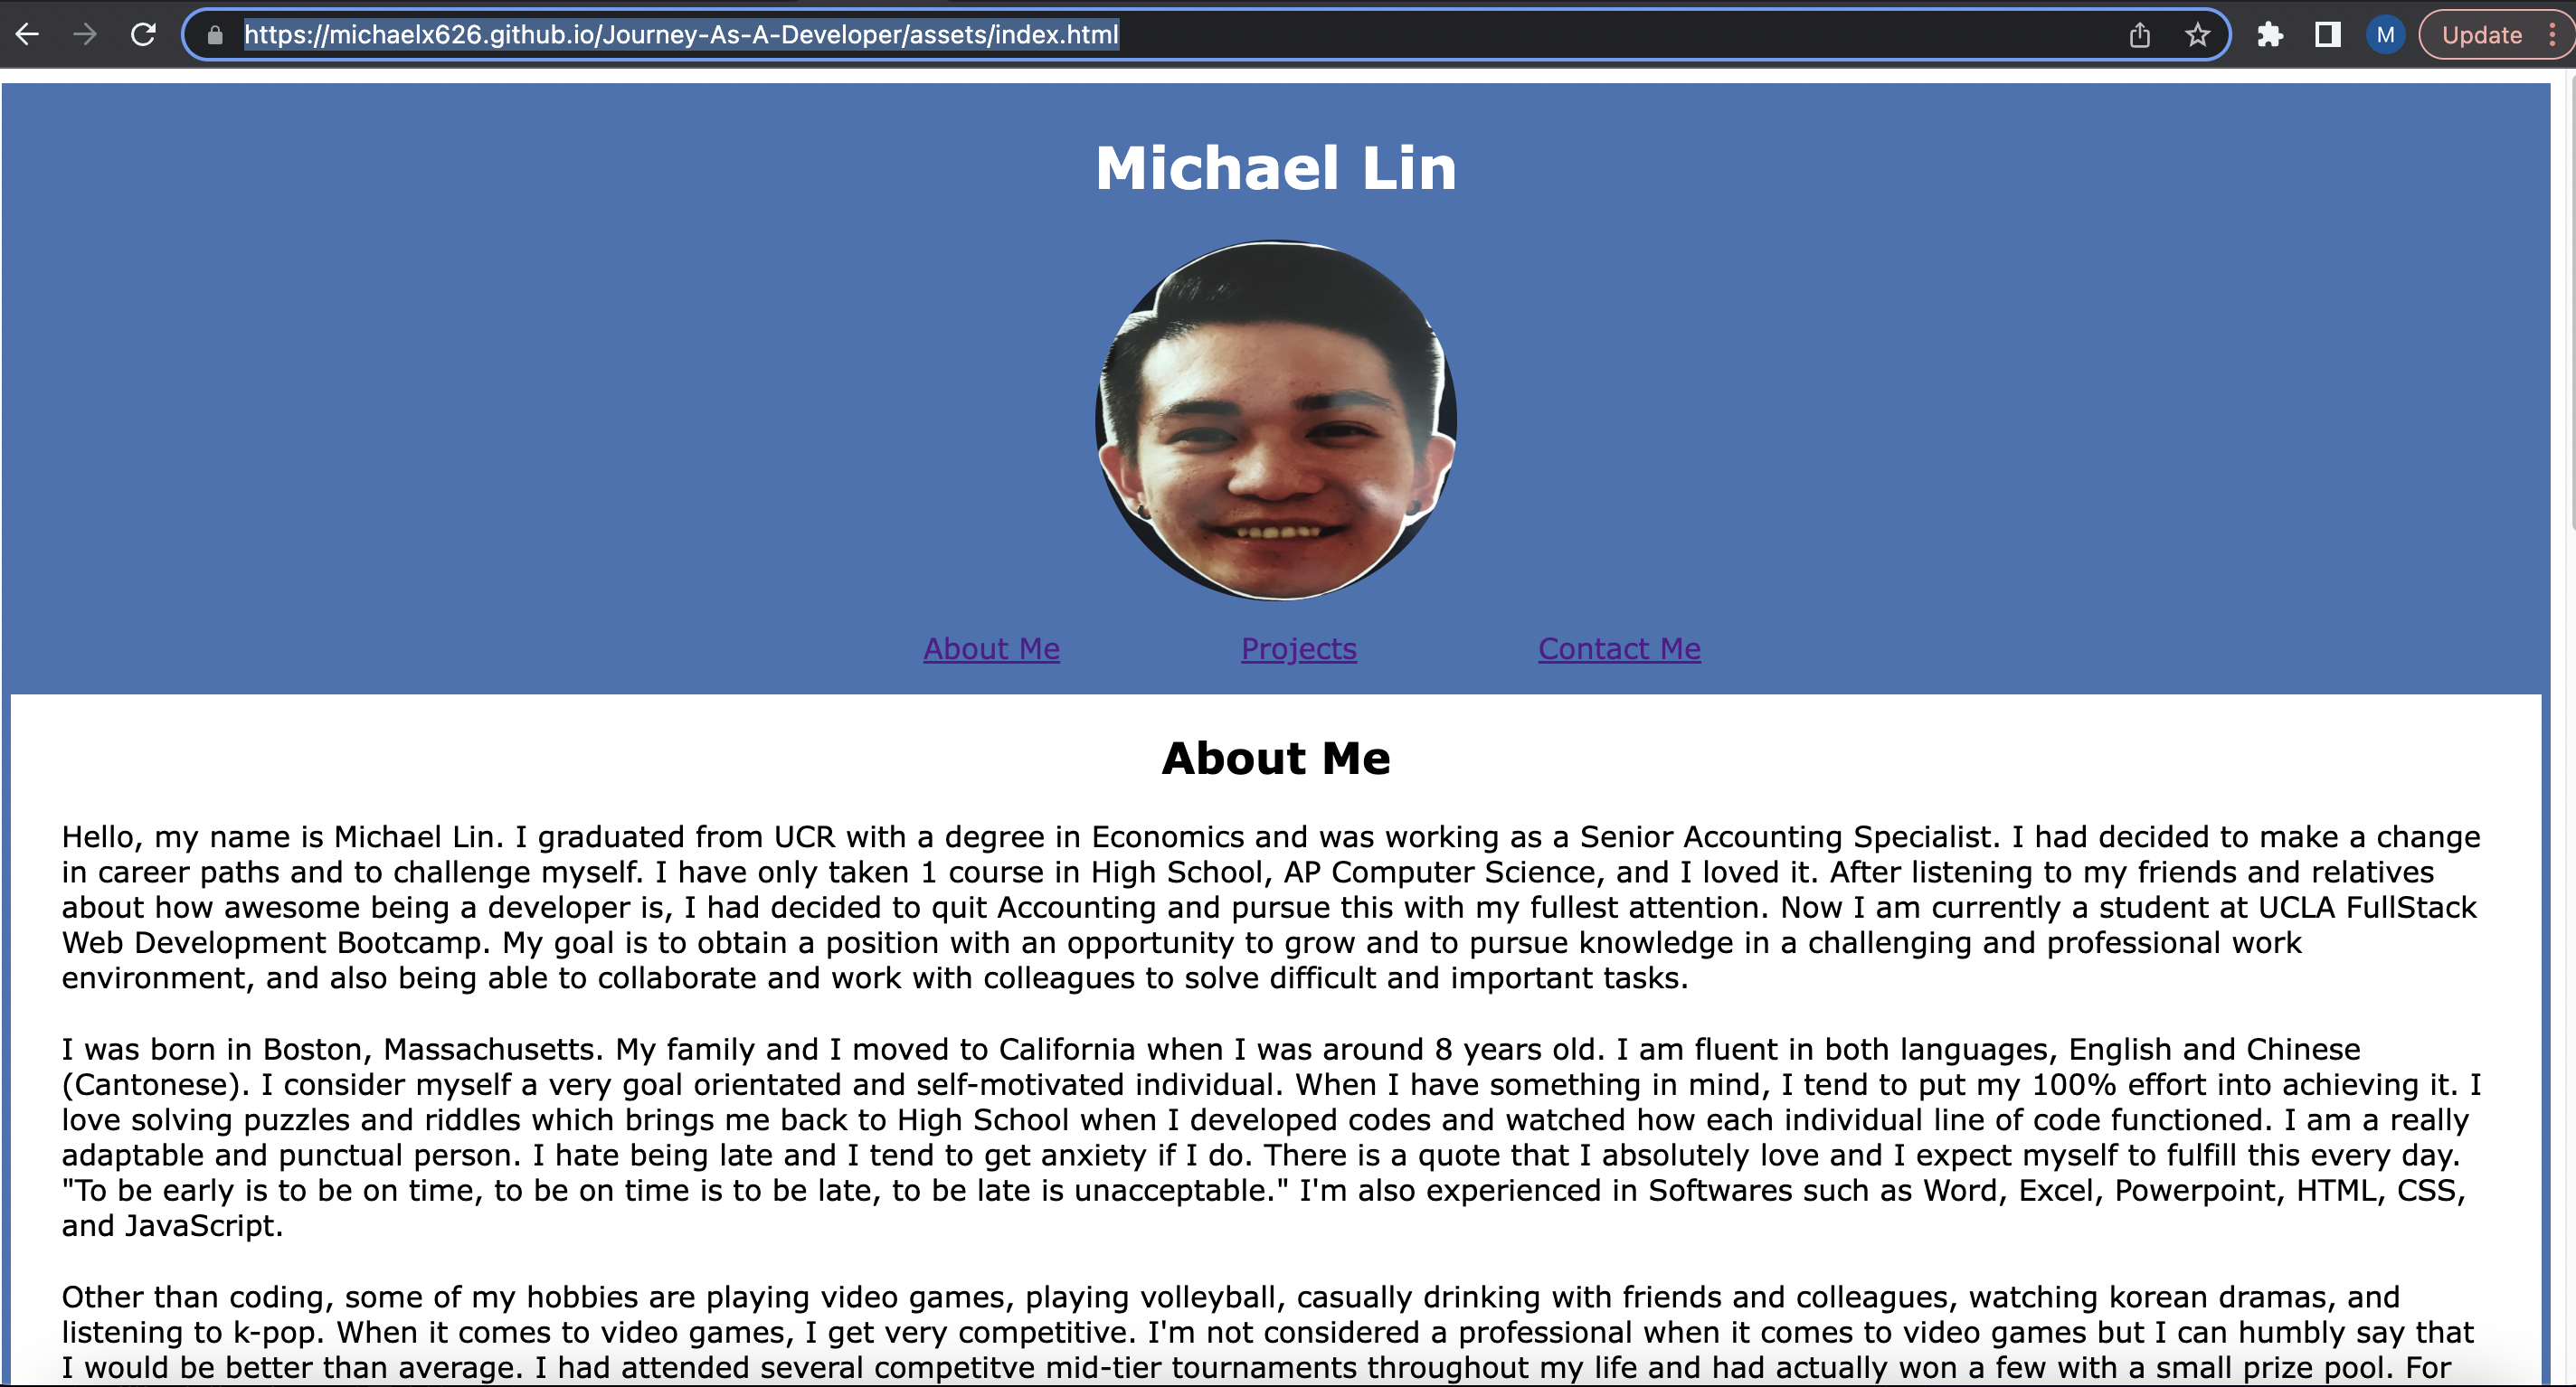 https://michaelx626.github.io/Journey-As-A-Developer/assets/index.html
M
Update
Michael Lin
About Me
Projects
Contact Me
About Me
Hello, my name is Michael Lin. I graduated from UCR with a degree in Economics and was working as a Senior Accounting Specialist. I had decided to make a change
in career paths and to challenge myself. I have only taken 1 course in High School, AP Computer Science, and I loved it. After listening to my friends and relatives
about how awesome being a developer is, I had decided to quit Accounting and pursue this with my fullest attention. Now I am currently a student at UCLA FullStack
Web Development Bootcamp. My goal is to obtain a position with an opportunity to grow and to pursue knowledge in a challenging and professional work
environment, and also being able to collaborate and work with colleagues to solve difficult and important tasks.
I was born in Boston, Massachusetts. My family and I moved to California when I was around 8 years old. I am fluent in both languages, English and Chinese
(Cantonese). I consider myself a very goal orientated and self-motivated individual. When I have something in mind, I tend to put my 100% effort into achieving it. I
love solving puzzles and riddles which brings me back to High School when I developed codes and watched how each individual line of code functioned. I am a really
adaptable and punctual person. I hate being late and I tend to get anxiety if I do. There is a quote that I absolutely love and I expect myself to fulfill this every day.
"To be early is to be on time, to be on time is to be late, to be late is unacceptable." I'm also experienced in Softwares such as Word, Excel, Powerpoint, HTML, CSS,
and JavaScript.
Other than coding, some of my hobbies are playing video games, playing volleyball, casually drinking with friends and colleagues, watching korean dramas, and
listening to k-pop. When it comes to video games, I get very competitive. I'm not considered a professional when it comes to video games but I can humbly say that
I would be better than average. I had attended several competitve mid-tier tournaments throughout my life and had actually won a few with a small prize pool. For